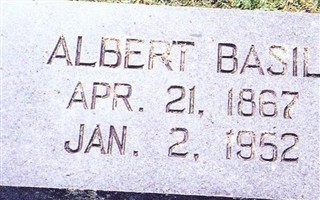 ALBERT BASIL
APR. 21, 1867
JAN. 2, 1952